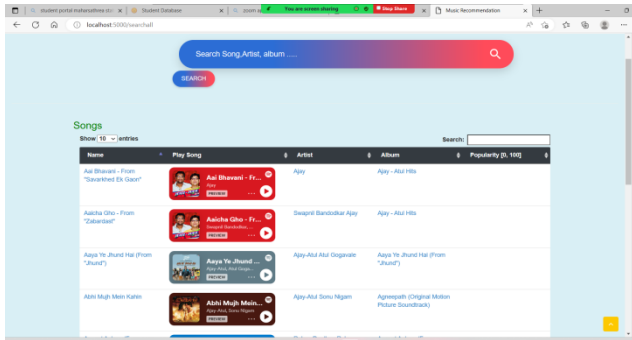 student portal maharashtra sta
Student Database
zoom a
You are screen sharing
Stop Share
Music Recommendation
localhost:5000/searchall
Search Song,Artist, album .....
SEARCH
Songs
Show 10 entries
Search:
Name Play Song Artist Album Popularity [0, 100]
Aai Bhavani - From "Savarkhed Ek Gaon"
Aai Bhavani - Fr...
Ajay
PREVIEW
Ajay
Ajay - Atul Hits
Aaicha Gho - From "Zabardast"
Aaicha Gho - Fr...
Swapnil Bandodkar, ...
PREVIEW
Swapnil Bandodkar Ajay
Ajay - Atul Hits
Aaya Ye Jhund Hai (From "Jhund")
Aaya Ye Jhund ...
Ajay-Atul, Atul Goga...
PREVIEW
Ajay-Atul Atul Gogavale
Aaya Ye Jhund Hai (From "Jhund")
Abhi Mujh Mein Kahin
Abhi Mujh Mein...
Ajay-Atul, Sonu Nigam
PREVIEW
Ajay-Atul Sonu Nigam
Agneepath (Original Motion Picture Soundtrack)